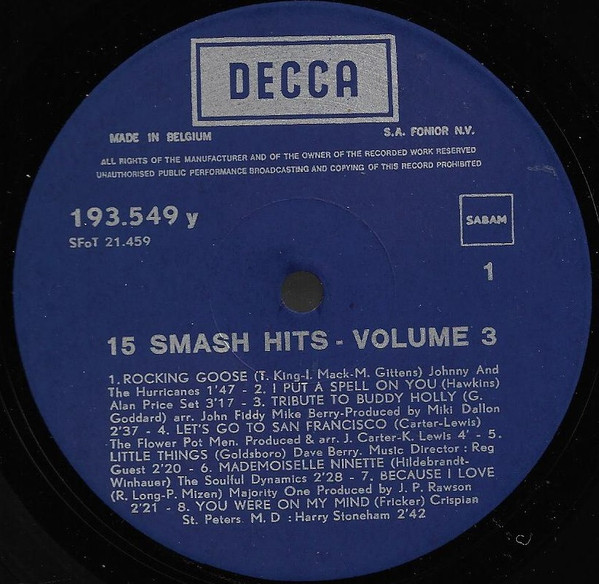 DECCA
MADE IN BELGIUM
S.A. FONIOR N.V.
ALL RIGHTS OF THE MANUFACTURER AND OF THE OWNER OF THE RECORDED WORK RESERVED
UNAUTHORISED PUBLIC PERFORMANCE BROADCASTING AND COPYING OF THIS RECORD PROHIBITED
193.549 y
SFoT 21.459
SABAM
1
15 SMASH HITS - VOLUME 3
1. ROCKING GOOSE (T. King-I. Mack-M. Gittens) Johnny And
The Hurricanes 1'47 - 2. I PUT A SPELL ON YOU (Hawkins)
Alan Price Set 3'17 - 3. TRIBUTE TO BUDDY HOLLY (G.
Goddard) arr. John Fiddy Mike Berry-Produced by Miki Dallon
2'37 - 4. LET'S GO TO SAN FRANCISCO (Carter-Lewis)
The Flower Pot Men. Produced & arr. J. Carter-K. Lewis 4' - 5.
LITTLE THINGS (Goldsboro) Dave Berry. Music Director : Reg
Guest 2'20 - 6. MADEMOISELLE NINETTE (Hildebrandt-
Winhauer) The Soulful Dynamics 2'28 - 7. BECAUSE I LOVE
(R. Long-P. Mizen) Majority One Produced by J. P. Rawson
2'21 - 8. YOU WERE ON MY MIND (Fricker) Crispian
St. Peters. M. D : Harry Stoneham 2'42